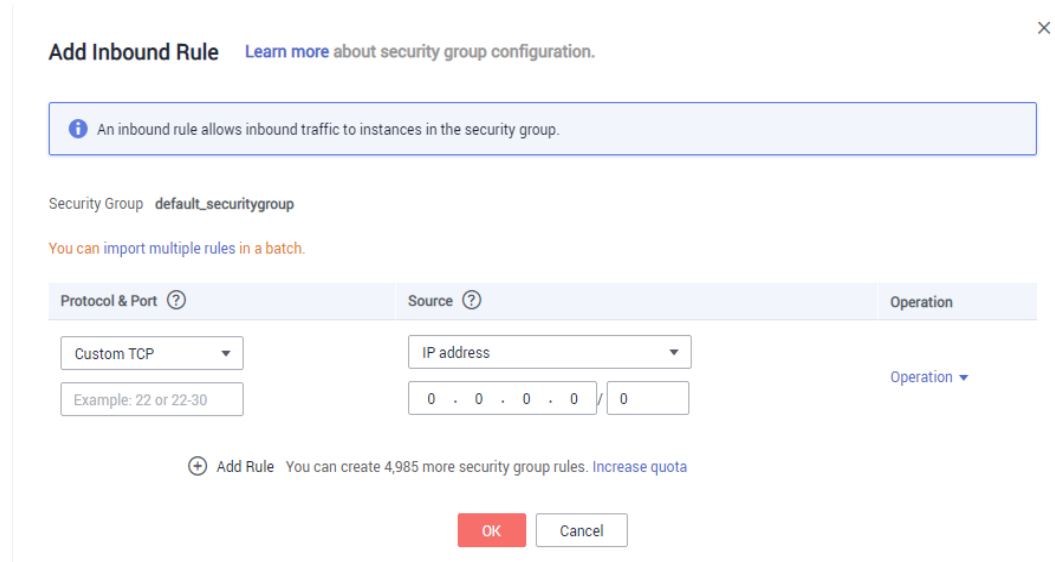 Add Inbound Rule Learn more about security group configuration.
An inbound rule allows inbound traffic to instances in the security group.
Security Group default_securitygroup
You can import multiple rules in a batch.
Protocol & Port ? Source ? Operation
Custom TCP IP address
Operation
Example: 22 or 22-30 0 . 0 . 0 . 0 / 0
Add Rule You can create 4,985 more security group rules. Increase quota
OK Cancel